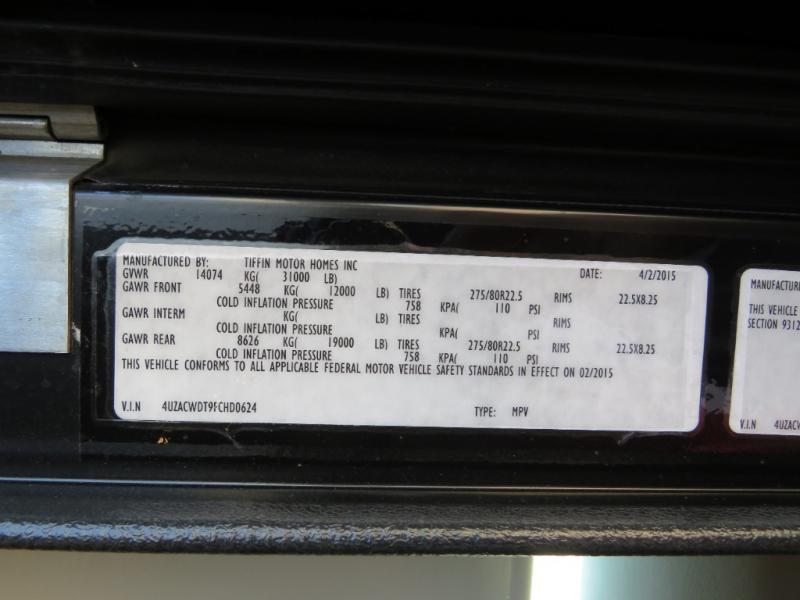 MANUFACTURED BY: TIFFIN MOTOR HOMES INC DATE: 4/2/2015
GVWR 14074 KG( 31000 LB)
GAWR FRONT 5448 KG( 12000 LB) TIRES 275/80R22.5 RIMS 22.5X8.25
COLD INFLATION PRESSURE 758 KPA( 110 PSI
GAWR INTERM KG( LB) TIRES RIMS
COLD INFLATION PRESSURE KPA( PSI
GAWR REAR 8626 KG( 19000 LB) TIRES 275/80R22.5 RIMS 22.5X8.25
COLD INFLATION PRESSURE 758 KPA( 110 PSI
THIS VEHICLE CONFORMS TO ALL APPLICABLE FEDERAL MOTOR VEHICLE SAFETY STANDARDS IN EFFECT ON 02/2015
V.I.N 4UZACWDT9FCHD0624 TYPE: MPV
MANUFACTURE
THIS VEHICLE
SECTION 9312
V.I.N 4UZACW